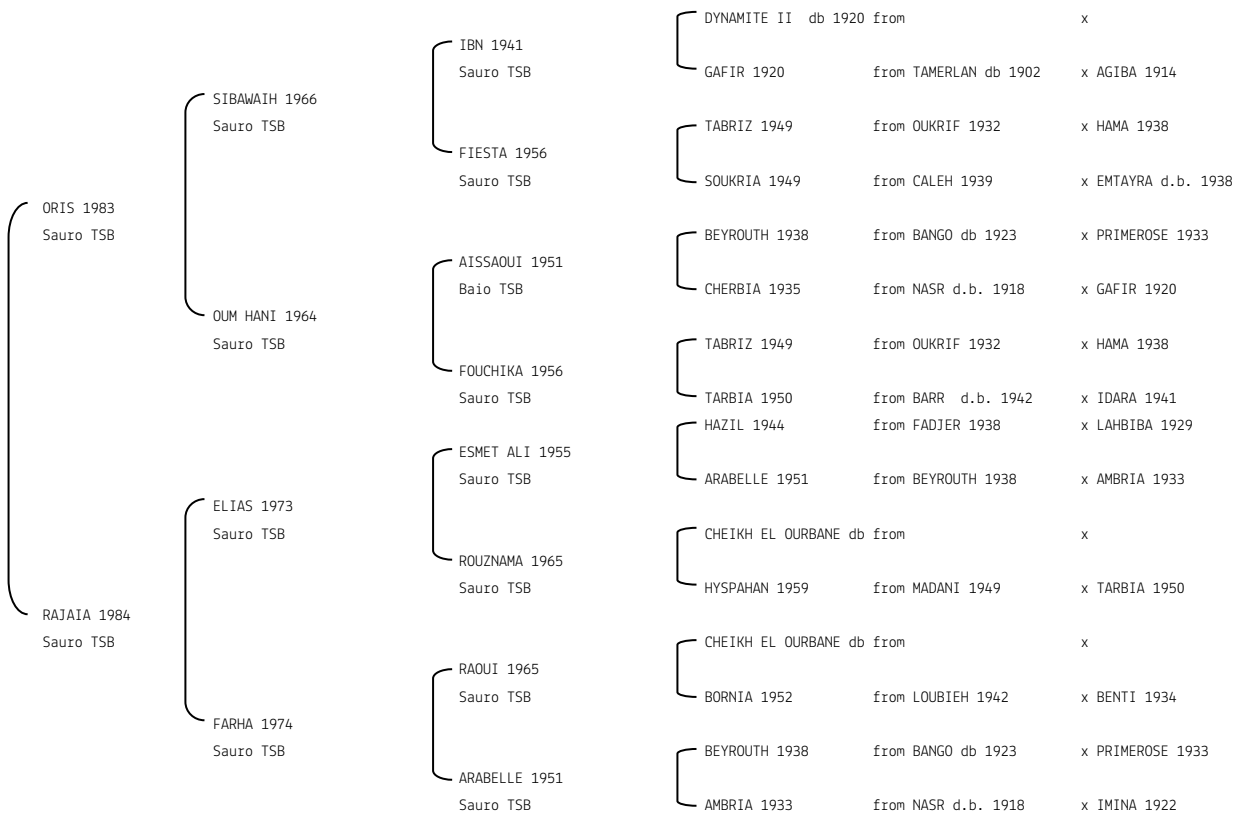 DYNAMITE II  db 1920 from x
IBN 1941
Sauro TSB
GAFIR 1920 from TAMERLAN db 1902 x AGIBA 1914
SIBAWAIH 1966
Sauro TSB
TABRIZ 1949 from OUKRIF 1932 x HAMA 1938
FIESTA 1956
Sauro TSB
SOUKRIA 1949 from CALEH 1939 x EMTAYRA d.b. 1938
ORIS 1983
Sauro TSB
BEYROUTH 1938 from BANGO db 1923 x PRIMEROSE 1933
AISSAOUI 1951
Baio TSB
CHERBIA 1935 from NASR d.b. 1918 x GAFIR 1920
OUM HANI 1964
Sauro TSB
TABRIZ 1949 from OUKRIF 1932 x HAMA 1938
FOUCHIKA 1956
Sauro TSB
TARBIA 1950 from BARR  d.b. 1942 x IDARA 1941
HAZIL 1944 from FADJER 1938 x LAHBIBA 1929
ESMET ALI 1955
Sauro TSB
ARABELLE 1951 from BEYROUTH 1938 x AMBRIA 1933
ELIAS 1973
Sauro TSB
CHEIKH EL OURBANE db from x
ROUZNAMA 1965
Sauro TSB
HYSPAHAN 1959 from MADANI 1949 x TARBIA 1950
RAJAIA 1984
Sauro TSB
CHEIKH EL OURBANE db from x
RAOUI 1965
Sauro TSB
BORNIA 1952 from LOUBIEH 1942 x BENTI 1934
FARHA 1974
Sauro TSB
BEYROUTH 1938 from BANGO db 1923 x PRIMEROSE 1933
ARABELLE 1951
Sauro TSB
AMBRIA 1933 from NASR d.b. 1918 x IMINA 1922